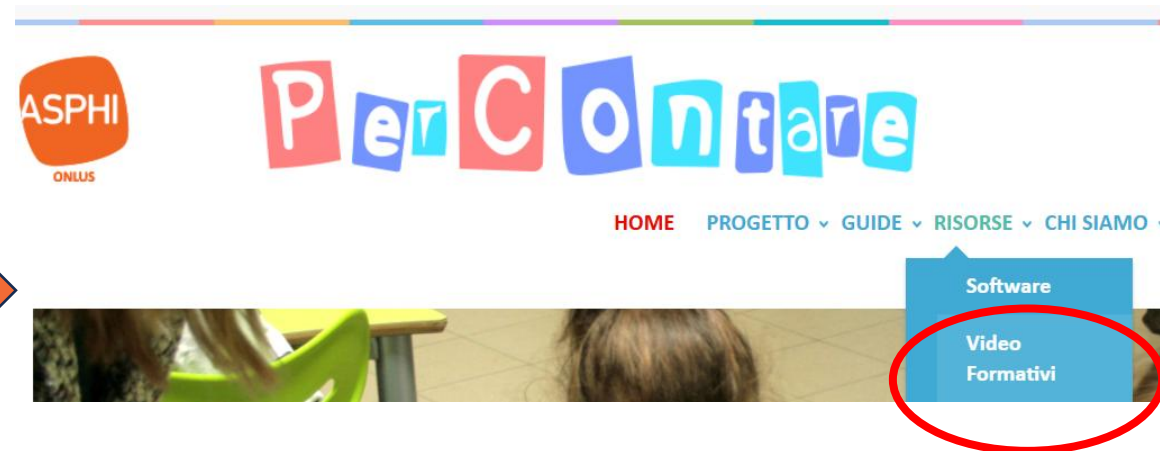 ASPHI
ONLUS
PerContare
HOME PROGETTO GUIDE RISORSE CHI SIAMO
Software
Video
Formativi